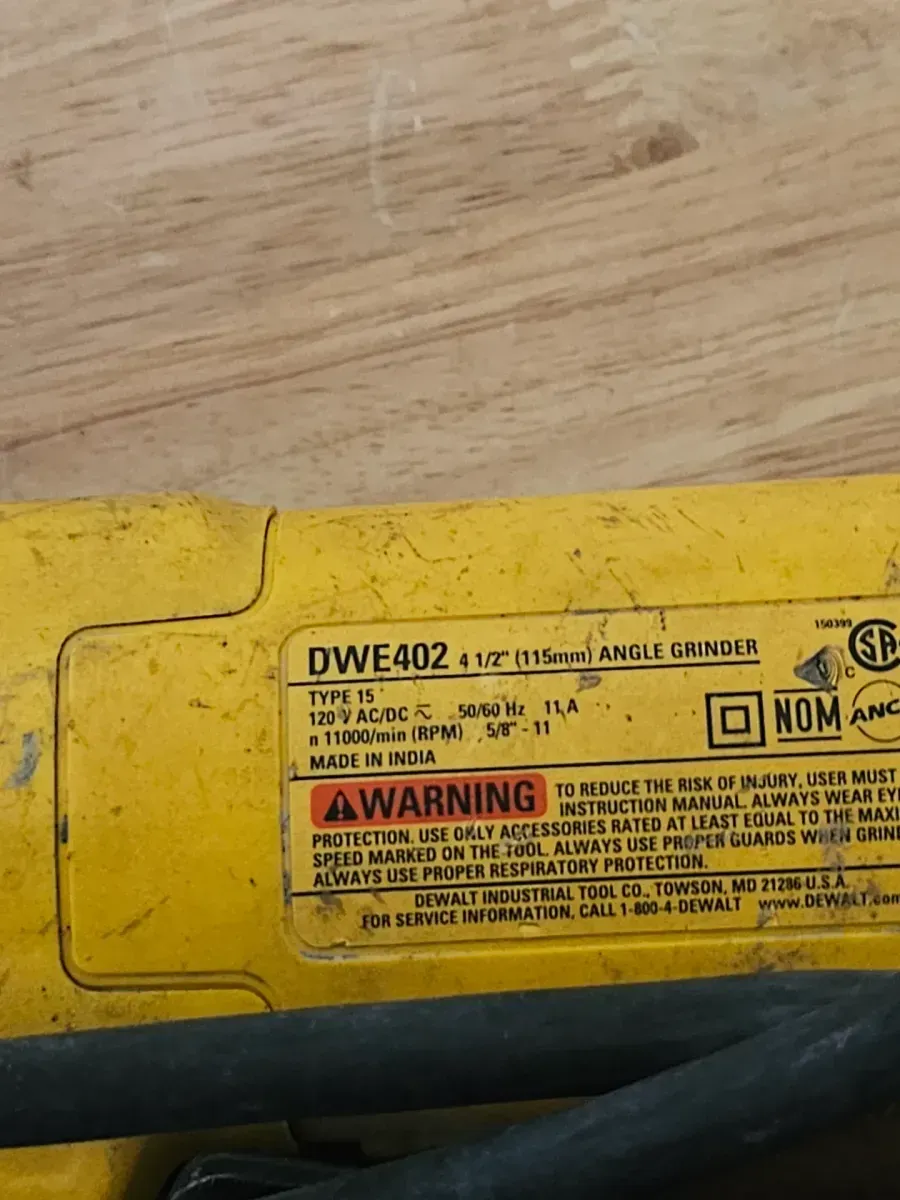 DWE402 4 1/2" (115mm) ANGLE GRINDER
150399
SA
C
TYPE 15
120 V AC/DC 50/60 Hz 11 A
n 11000/min (RPM) 5/8" - 11
NOM ANC
MADE IN INDIA
WARNING TO REDUCE THE RISK OF INJURY, USER MUST
INSTRUCTION MANUAL. ALWAYS WEAR EY
PROTECTION. USE ONLY ACCESSORIES RATED AT LEAST EQUAL TO THE MAXI
SPEED MARKED ON THE TOOL. ALWAYS USE PROPER GUARDS WHEN GRIN
ALWAYS USE PROPER RESPIRATORY PROTECTION.
DEWALT INDUSTRIAL TOOL CO., TOWSON, MD 21286 U.S.A.
FOR SERVICE INFORMATION, CALL 1-800-4-DEWALT www.DEWALT.com